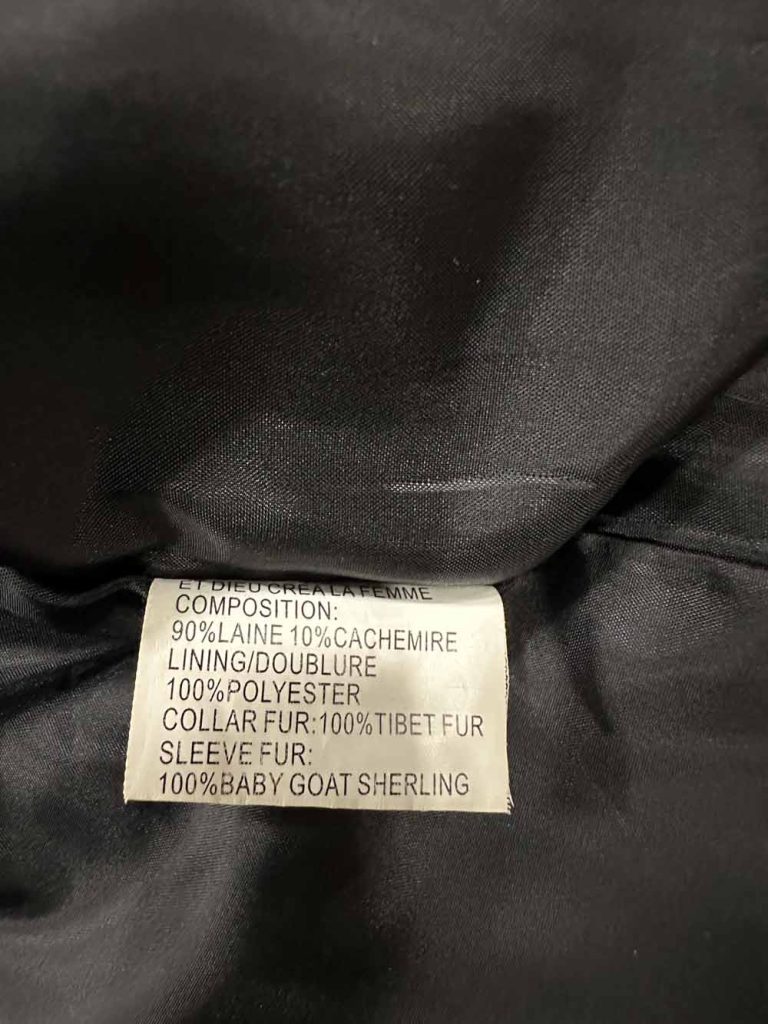 ET DIEU CREA LA FEMME
COMPOSITION:
90%LAINE 10%CACHEMIRE
LINING/DOUBLURE
100%POLYESTER
COLLAR FUR:100%TIBET FUR
SLEEVE FUR:
100%BABY GOAT SHERLING